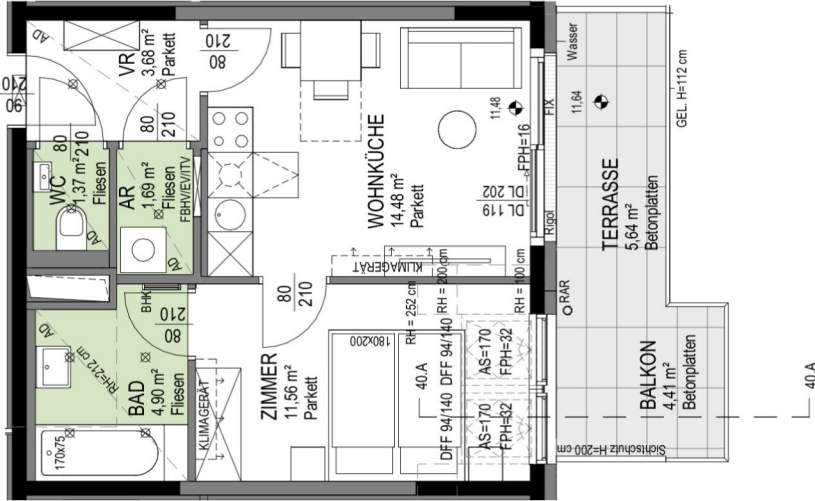 AD
VR
3,68 m²
Parkett
80
210
90
210
80
210
80
210
WC
1,37 m²
Fliesen
AD
AR
1,69 m²
Fliesen
FBHV/EV/ITV
AD
WOHNKÜCHE
14,48 m²
Parkett
11,48
FIX
FPH=16
DL 202
DL 119
Rigol
Wasser
11,64
GEL. H=112 cm
TERRASSE
5,64 m²
Betonplatten
KLIMAGERÄT
RH = 252 cm
RH = 200 cm
RH = 100 cm
RAR
BHK
210
80
80
210
AD
RH=212 cm
BAD
4,90 m²
Fliesen
170x75
KLIMAGERÄT
ZIMMER
11,56 m²
Parkett
180x200
40.A
DFF 94/140
DFF 94/140
AS=170
FPH=32
AS=170
FPH=32
BALKON
4,41 m²
Betonplatten
Sichtschutz H=200 cm
40.A